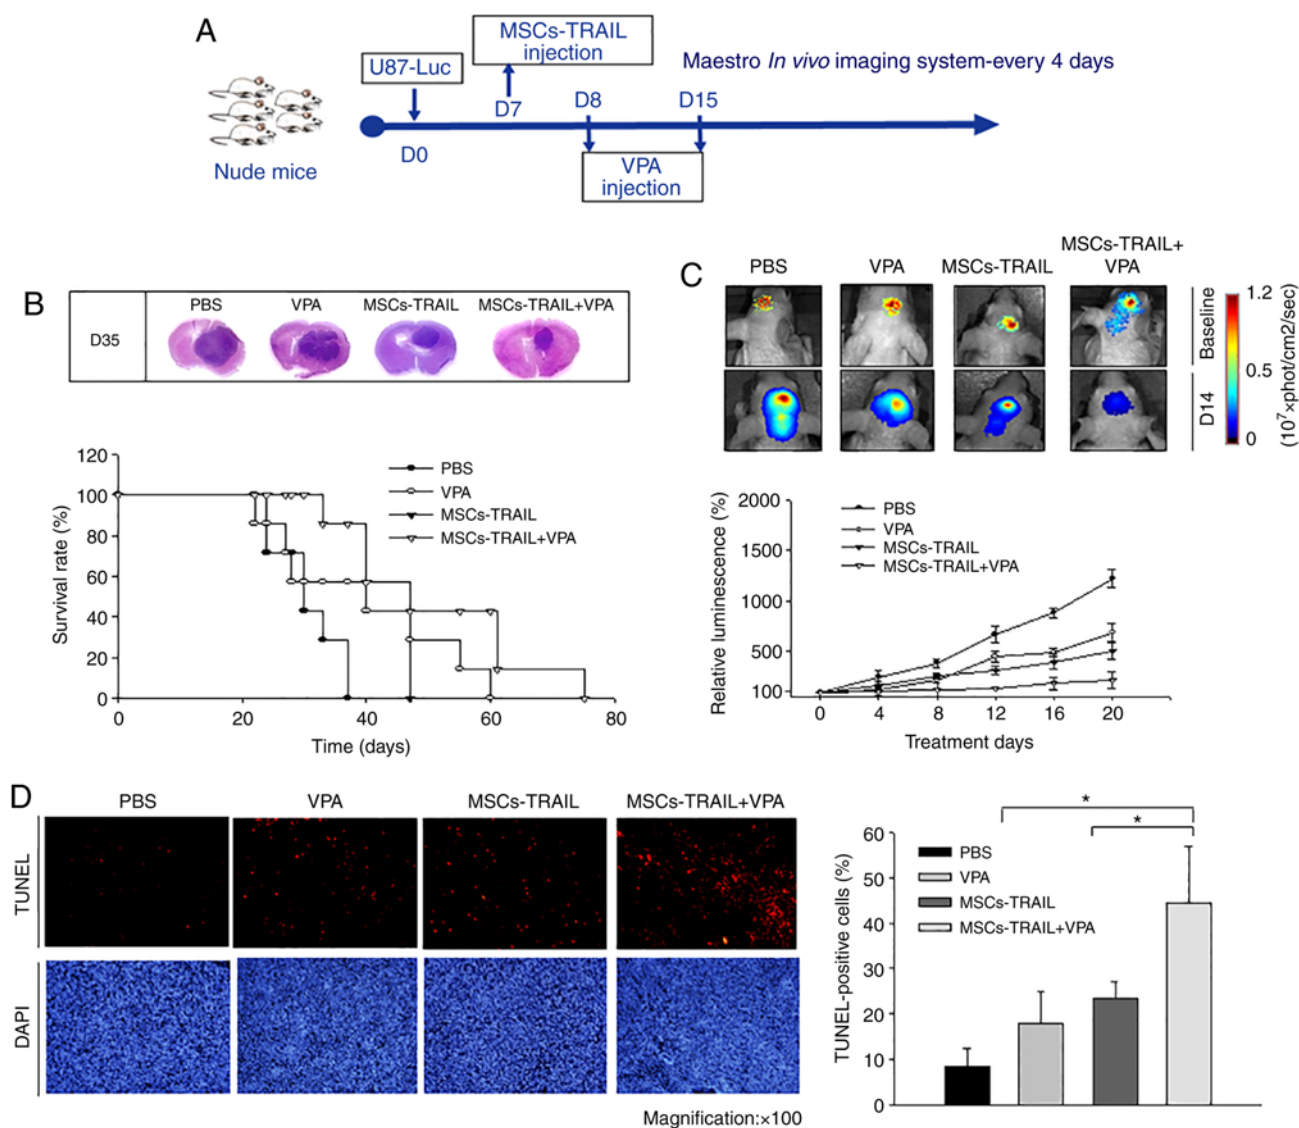 A
MSCs-TRAIL
injection
U87-Luc
Maestro In vivo imaging system-every 4 days
D7
D8
D15
D0
Nude mice
VPA
injection
B
PBS
VPA
MSCs-TRAIL
MSCs-TRAIL+VPA
D35
Survival rate (%)
120
100
80
60
40
20
0
PBS
VPA
MSCs-TRAIL
MSCs-TRAIL+VPA
0
20
40
60
80
Time (days)
C
PBS
VPA
MSCs-TRAIL
MSCs-TRAIL+
VPA
Baseline
D14
1.2
0.5
0
(10⁷×phot/cm2/sec)
Relative luminescence (%)
2000
1500
1000
500
100
PBS
VPA
MSCs-TRAIL
MSCs-TRAIL+VPA
0
4
8
12
16
20
Treatment days
D
PBS
VPA
MSCs-TRAIL
MSCs-TRAIL+VPA
TUNEL
DAPI
Magnification:×100
TUNEL-positive cells (%)
60
50
40
30
20
10
0
*
*
PBS
VPA
MSCs-TRAIL
MSCs-TRAIL+VPA